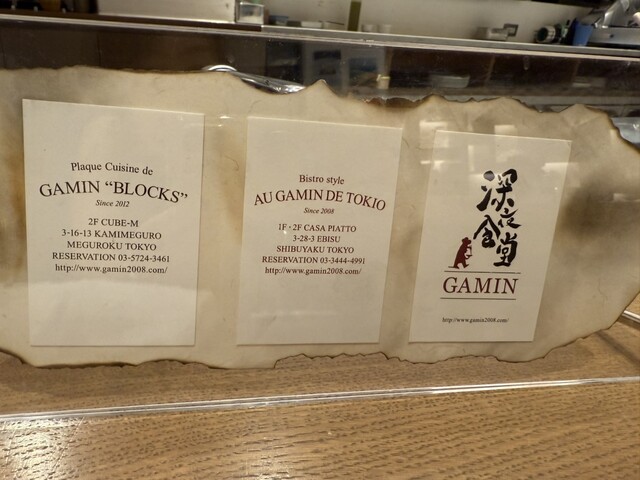 Plaque Cuisine de
GAMIN “BLOCKS”
Since 2012
2F CUBE-M
3-16-13 KAMIMEGURO
MEGUROKU TOKYO
RESERVATION 03-5724-3461
http://www.gamin2008.com/
Bistro style
AU GAMIN DE TOKIO
Since 2008
1F・2F CASA PIATTO
3-28-3 EBISU
SHIBUYAKU TOKYO
RESERVATION 03-3444-4991
http://www.gamin2008.com/
深夜
食堂
GAMIN
http://www.gamin2008.com/